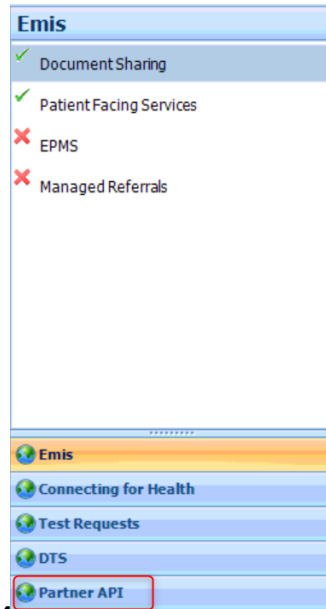 Emis
Document Sharing
Patient Facing Services
EPMS
Managed Referrals
Emis
Connecting for Health
Test Requests
DTS
Partner API